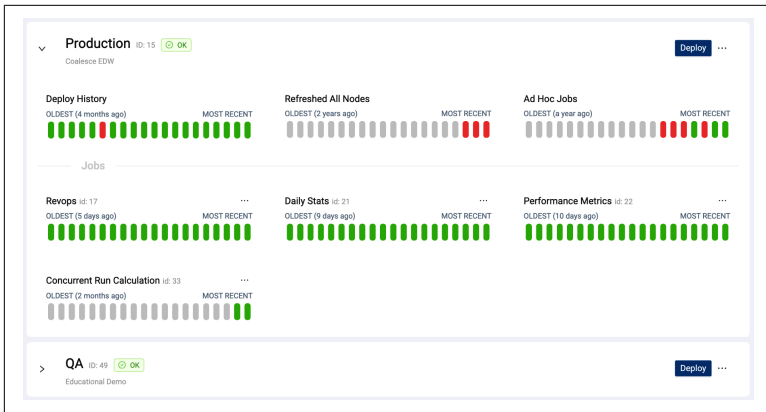 Production ID: 15 OK Deploy ...
Coalesce EDW
Deploy History Refreshed All Nodes Ad Hoc Jobs
OLDEST (4 months ago) MOST RECENT OLDEST (2 years ago) MOST RECENT OLDEST (a year ago) MOST RECENT
Jobs
Revops id: 17 ... Daily Stats id: 21 ... Performance Metrics id: 22 ...
OLDEST (5 days ago) MOST RECENT OLDEST (9 days ago) MOST RECENT OLDEST (10 days ago) MOST RECENT
Concurrent Run Calculation id: 33 ...
OLDEST (2 months ago) MOST RECENT
QA ID: 49 OK Deploy ...
Educational Demo